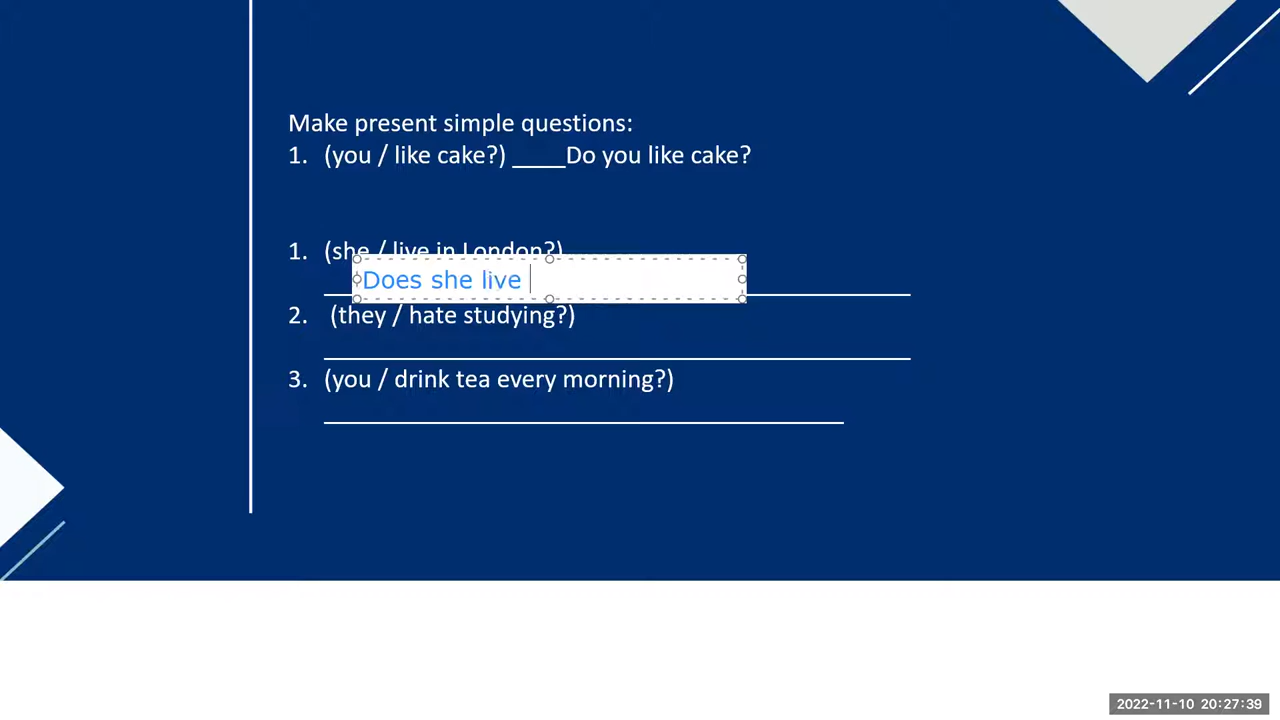 Make present simple questions:
1. (you / like cake?) ____Do you like cake?
1. (she / live in London?)
Does she live
2. (they / hate studying?)
3. (you / drink tea every morning?)
2022-11-10 20:27:39